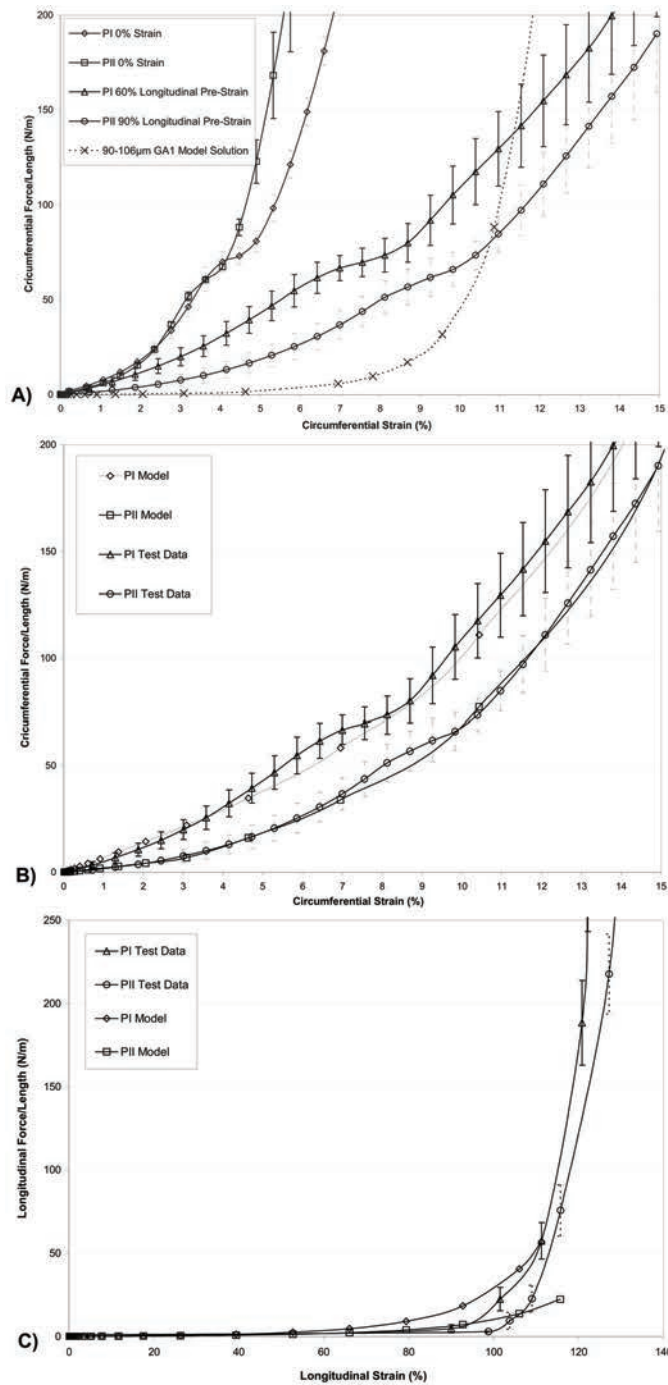 200
150
100
50
0
Cricumferential Force/Length (N/m)
PI 0% Strain
PII 0% Strain
PI 60% Longitudinal Pre-Strain
PII 90% Longitudinal Pre-Strain
90-106µm GA1 Model Solution
0 1 2 3 4 5 6 7 8 9 10 11 12 13 14 15
Circumferential Strain (%)
A)
200
150
100
50
0
Cricumferential Force/Length (N/m)
PI Model
PII Model
PI Test Data
PII Test Data
0 1 2 3 4 5 6 7 8 9 10 11 12 13 14 15
Circumferential Strain (%)
B)
250
200
150
100
50
0
Longitudinal Force/Length (N/m)
PI Test Data
PII Test Data
PI Model
PII Model
0 20 40 60 80 100 120 140
Longitudinal Strain (%)
C)